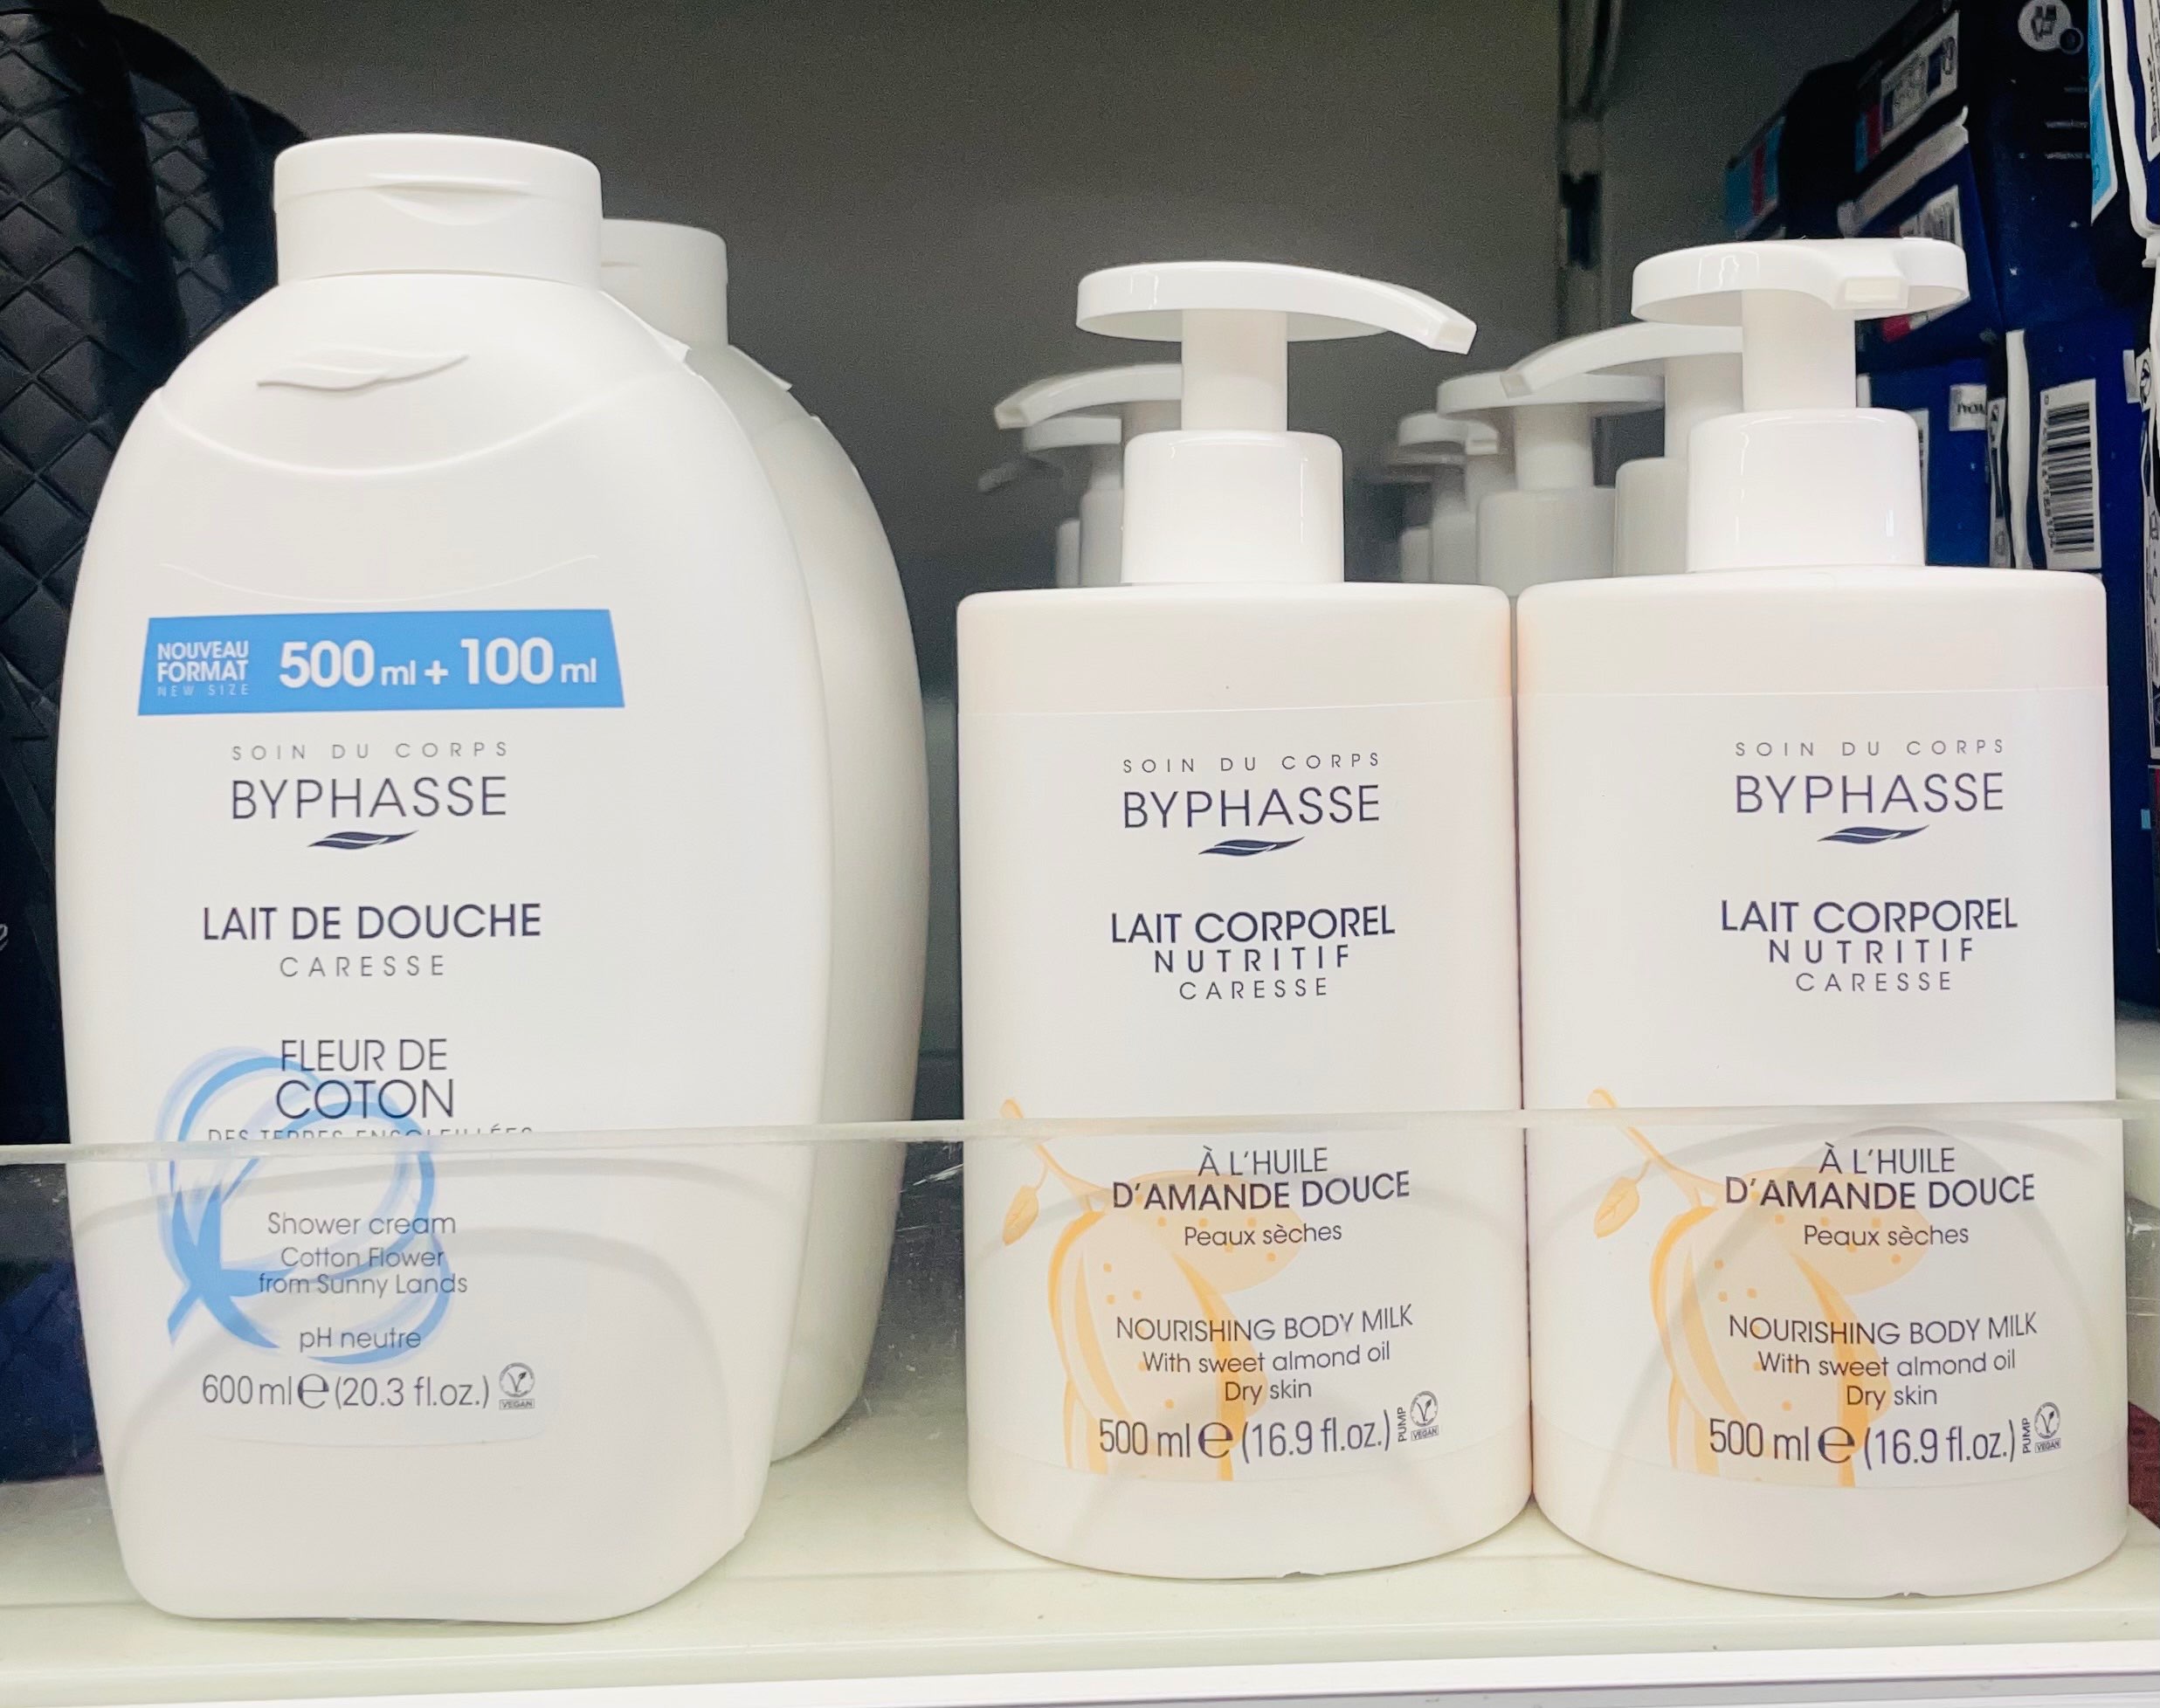 NOUVEAU
FORMAT
NEW SIZE
500 ml + 100 ml
SOIN DU CORPS
BYPHASSE
LAIT DE DOUCHE
CARESSE
FLEUR DE
COTON
DES TERRES ENSOLEILLÉES
Shower cream
Cotton Flower
from Sunny Lands
pH neutre
600 ml e (20.3 fl.oz.)
VEGAN
SOIN DU CORPS
BYPHASSE
LAIT CORPOREL
NUTRITIF
CARESSE
À L'HUILE
D'AMANDE DOUCE
Peaux sèches
NOURISHING BODY MILK
With sweet almond oil
Dry skin
500 ml e (16.9 fl.oz.)
PUMP
VEGAN
SOIN DU CORPS
BYPHASSE
LAIT CORPOREL
NUTRITIF
CARESSE
À L'HUILE
D'AMANDE DOUCE
Peaux sèches
NOURISHING BODY MILK
With sweet almond oil
Dry skin
500 ml e (16.9 fl.oz.)
PUMP
VEGAN